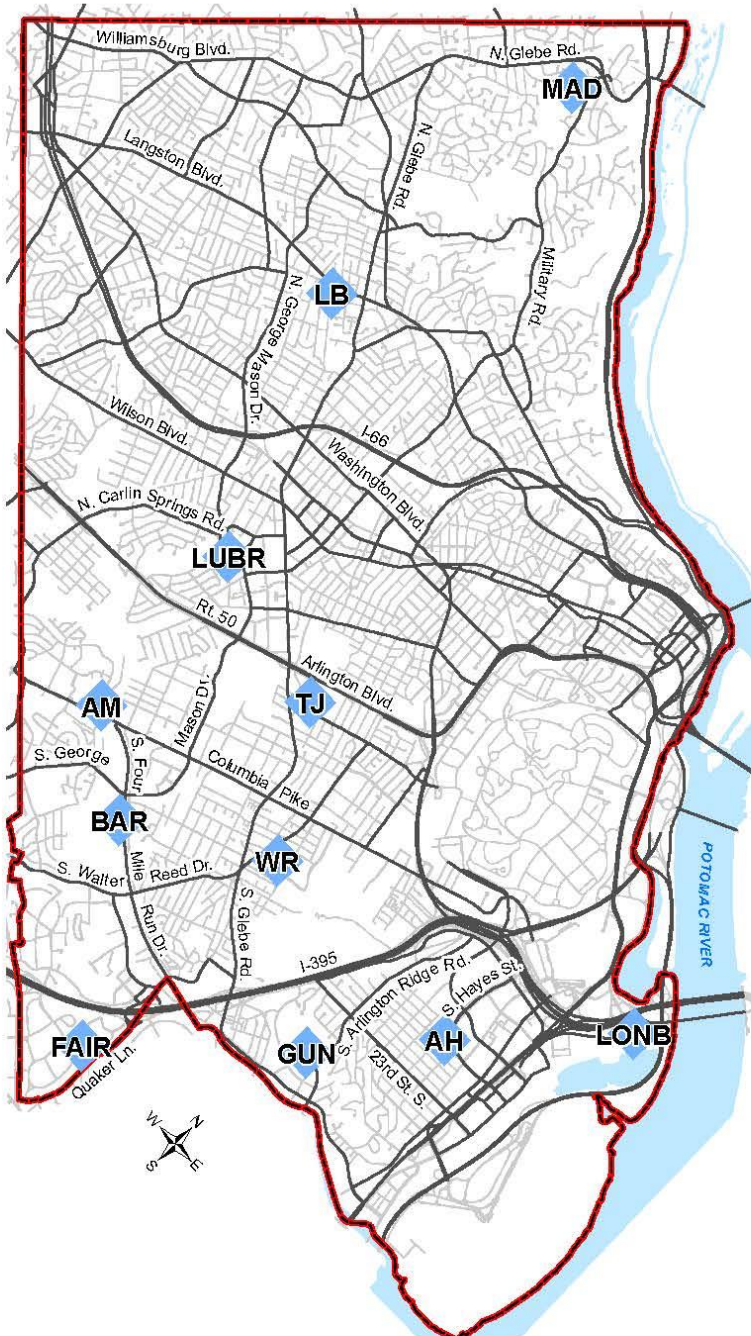 Williamsburg Blvd.
N. Glebe Rd.
MAD
Langston Blvd.
N. Glebe Rd.
Military Rd.
LB
N. George Mason Dr.
Wilson Blvd.
I-66
Washington Blvd.
N. Carlin Springs Rd.
LUBR
Rt. 50
Arlington Blvd.
AM
TJ
Mason Dr.
S. George
S. Four
Columbia Pike
BAR
Mile
WR
S. Walter Reed Dr.
Run Dr.
S. Glebe Rd.
POTOMAC RIVER
I-395
S. Arlington Ridge Rd.
S. Hayes St.
FAIR
GUN
AH
LONB
23rd St. S.
Quaker Ln.
W
N
S
E